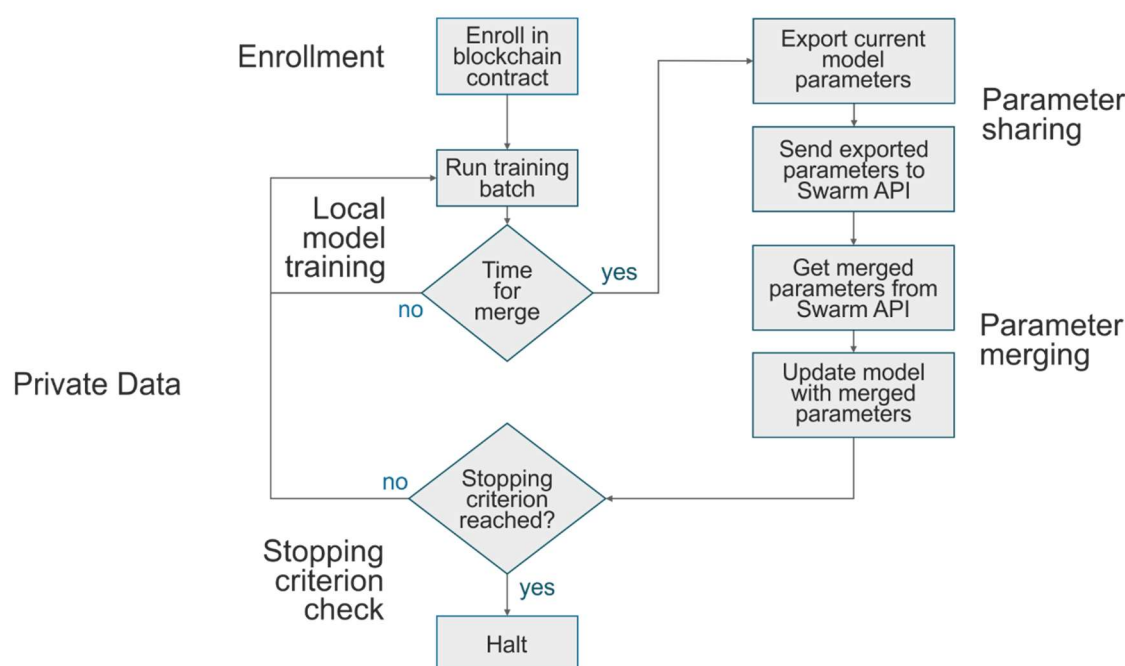 Enrollment
Enroll in
blockchain
contract
Run training
batch
Local
model
training
Time
for
merge
no
yes
Export current
model
parameters
Send exported
parameters to
Swarm API
Parameter
sharing
Get merged
parameters from
Swarm API
Update model
with merged
parameters
Parameter
merging
Private Data
Stopping
criterion
reached?
no
yes
Stopping
criterion
check
Halt